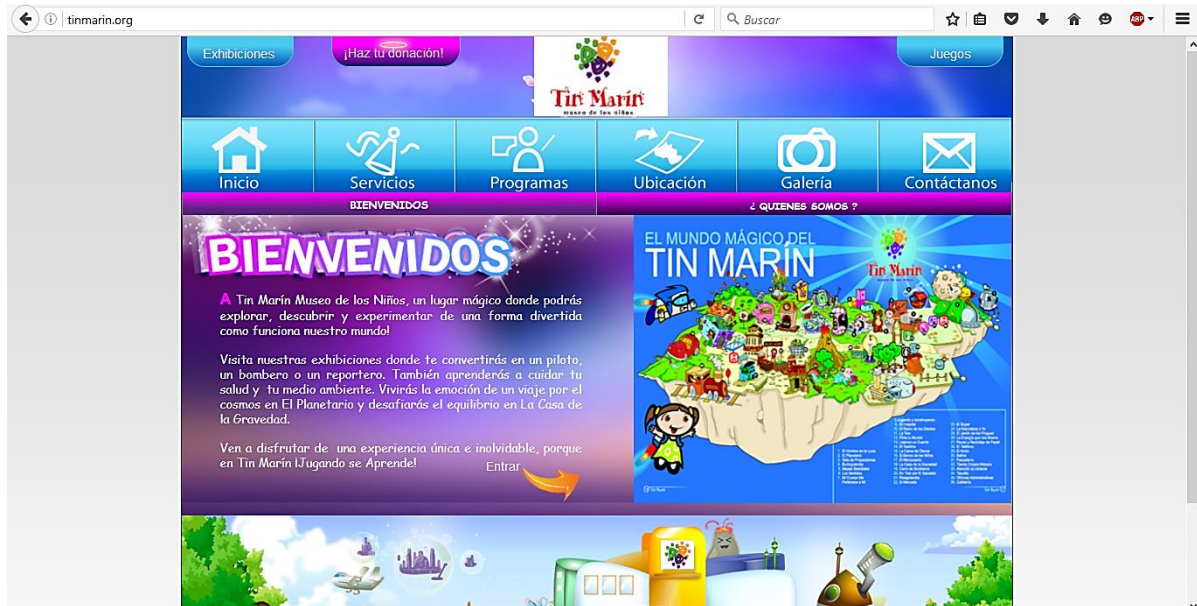 tinmarin.org
Buscar
ABP
Exhibiciones
¡Haz tu donación!
Tin Marín
museo de los niños
Juegos
Inicio
Servicios
Programas
Ubicación
Galería
Contáctanos
BIENVENIDOS
¿ QUIENES SOMOS ?
BIENVENIDOS
A Tin Marín Museo de los Niños, un lugar mágico donde podrás
explorar, descubrir y experimentar de una forma divertida
como funciona nuestro mundo!
Visita nuestras exhibiciones donde te convertirás en un piloto,
un bombero o un reportero. También aprenderás a cuidar tu
salud y tu medio ambiente. Vivirás la emoción de un viaje por el
cosmos en El Planetario y desafiarás el equilibrio en La Casa de
la Gravedad.
Ven a disfrutar de una experiencia única e inolvidable, porque
en Tin Marín ¡Jugando se Aprende!
Entrar
EL MUNDO MÁGICO DEL
TIN MARÍN
Tin Marín